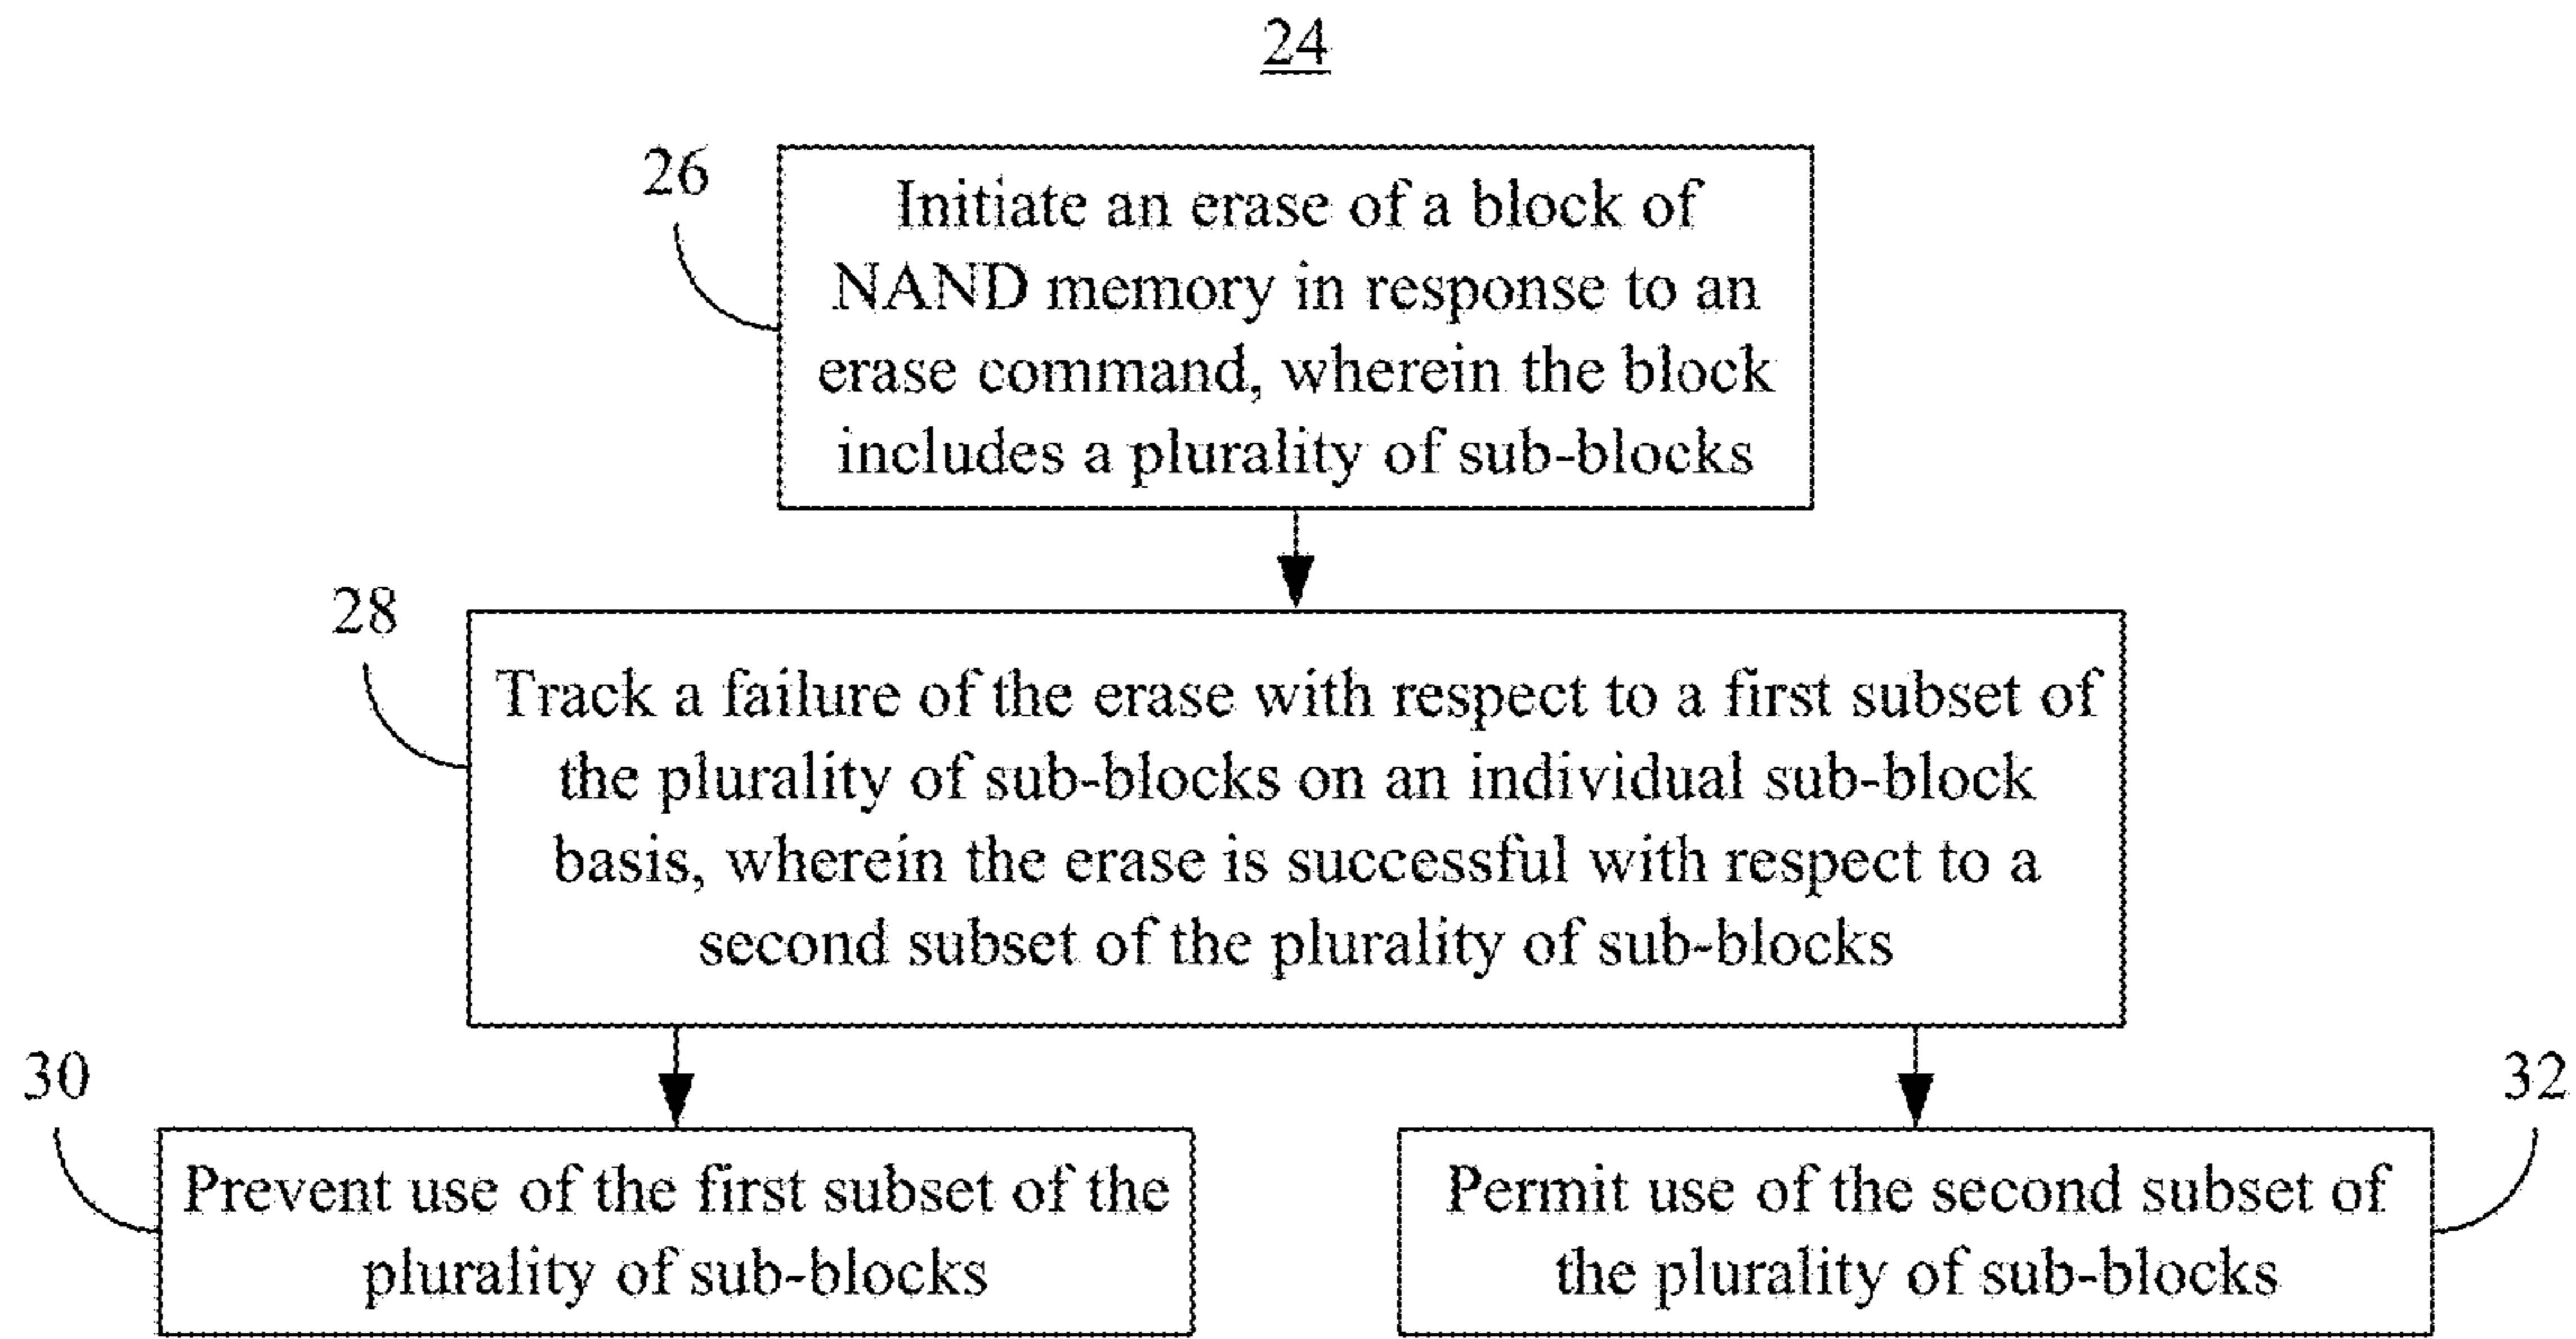 24
26
Initiate an erase of a block of
NAND memory in response to an
erase command, wherein the block
includes a plurality of sub-blocks
28
Track a failure of the erase with respect to a first subset of
the plurality of sub-blocks on an individual sub-block
basis, wherein the erase is successful with respect to a
second subset of the plurality of sub-blocks
30
Prevent use of the first subset of the
plurality of sub-blocks
32
Permit use of the second subset of
the plurality of sub-blocks